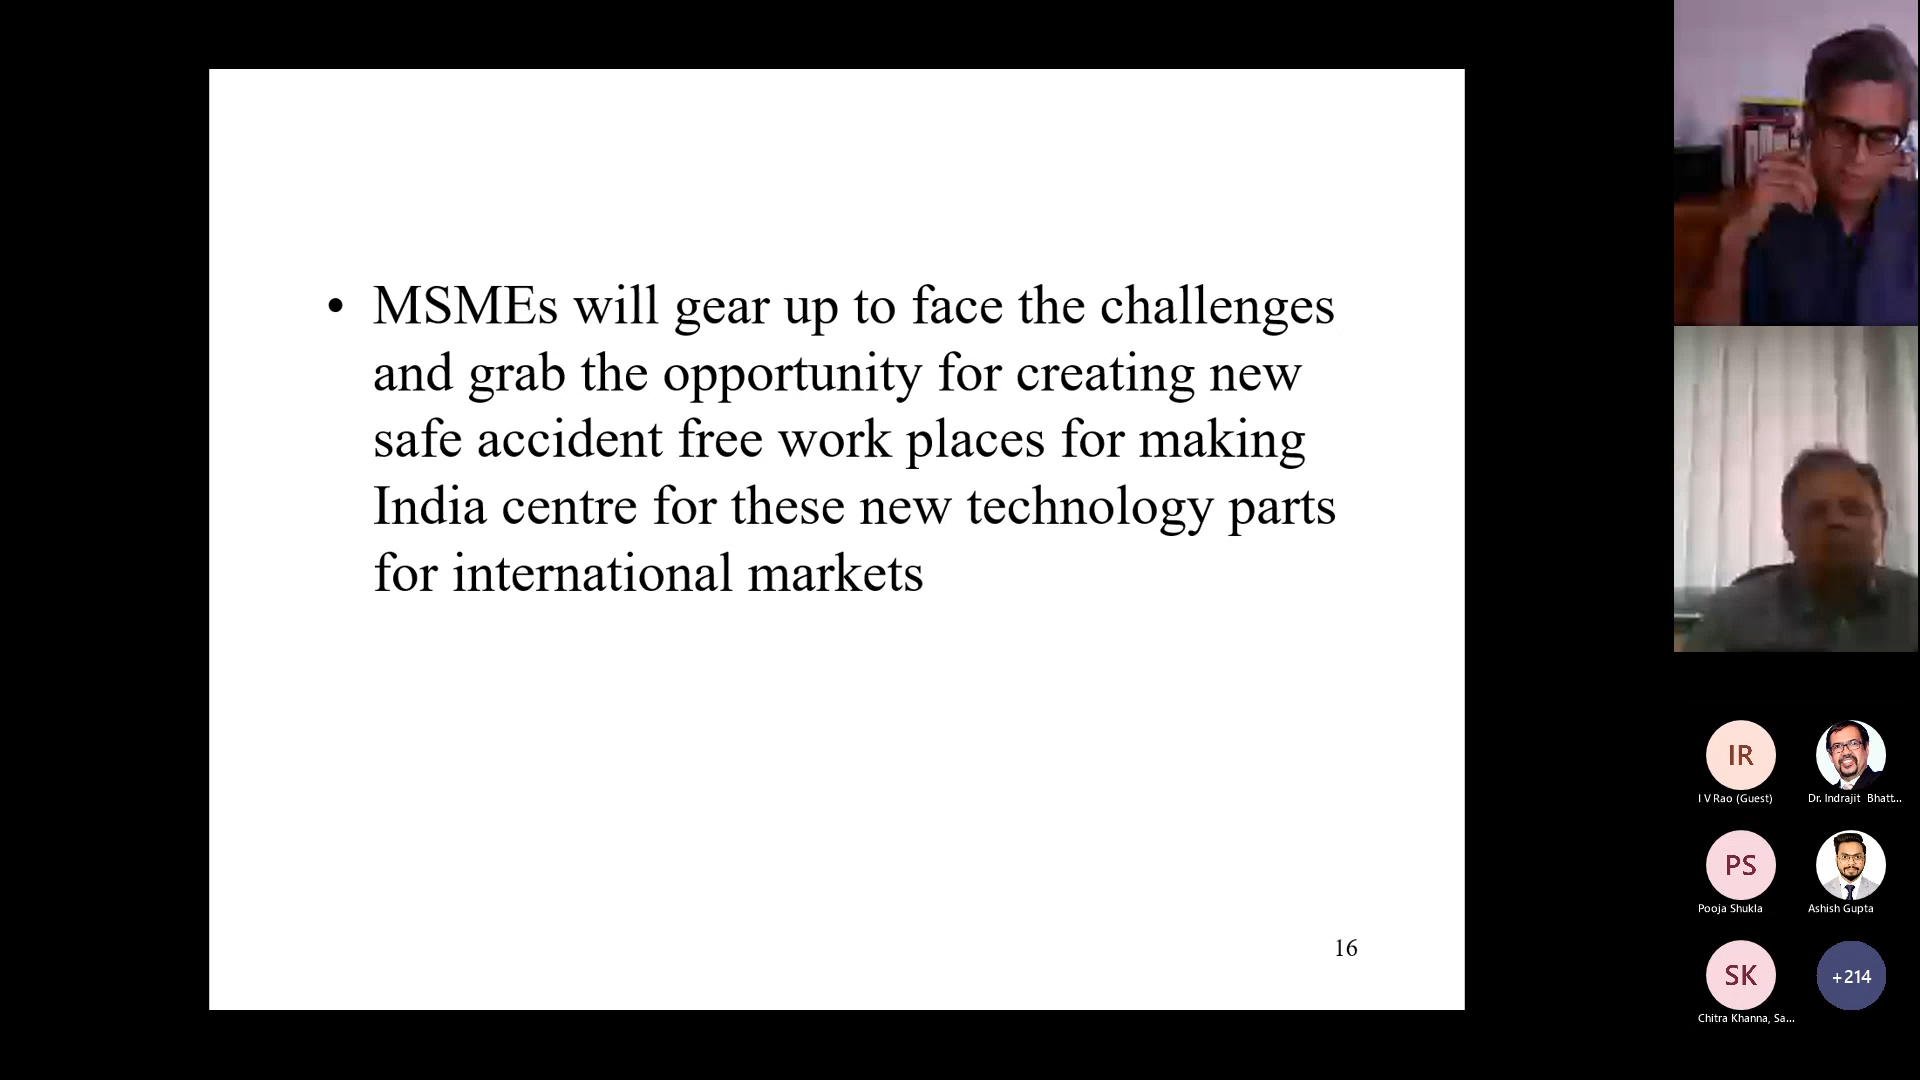 • MSMEs will gear up to face the challenges
and grab the opportunity for creating new
safe accident free work places for making
India centre for these new technology parts
for international markets
16
IR
I V Rao (Guest)
Dr. Indrajit Bhatt...
PS
Pooja Shukla
Ashish Gupta
SK
Chitra Khanna, Sa...
+214